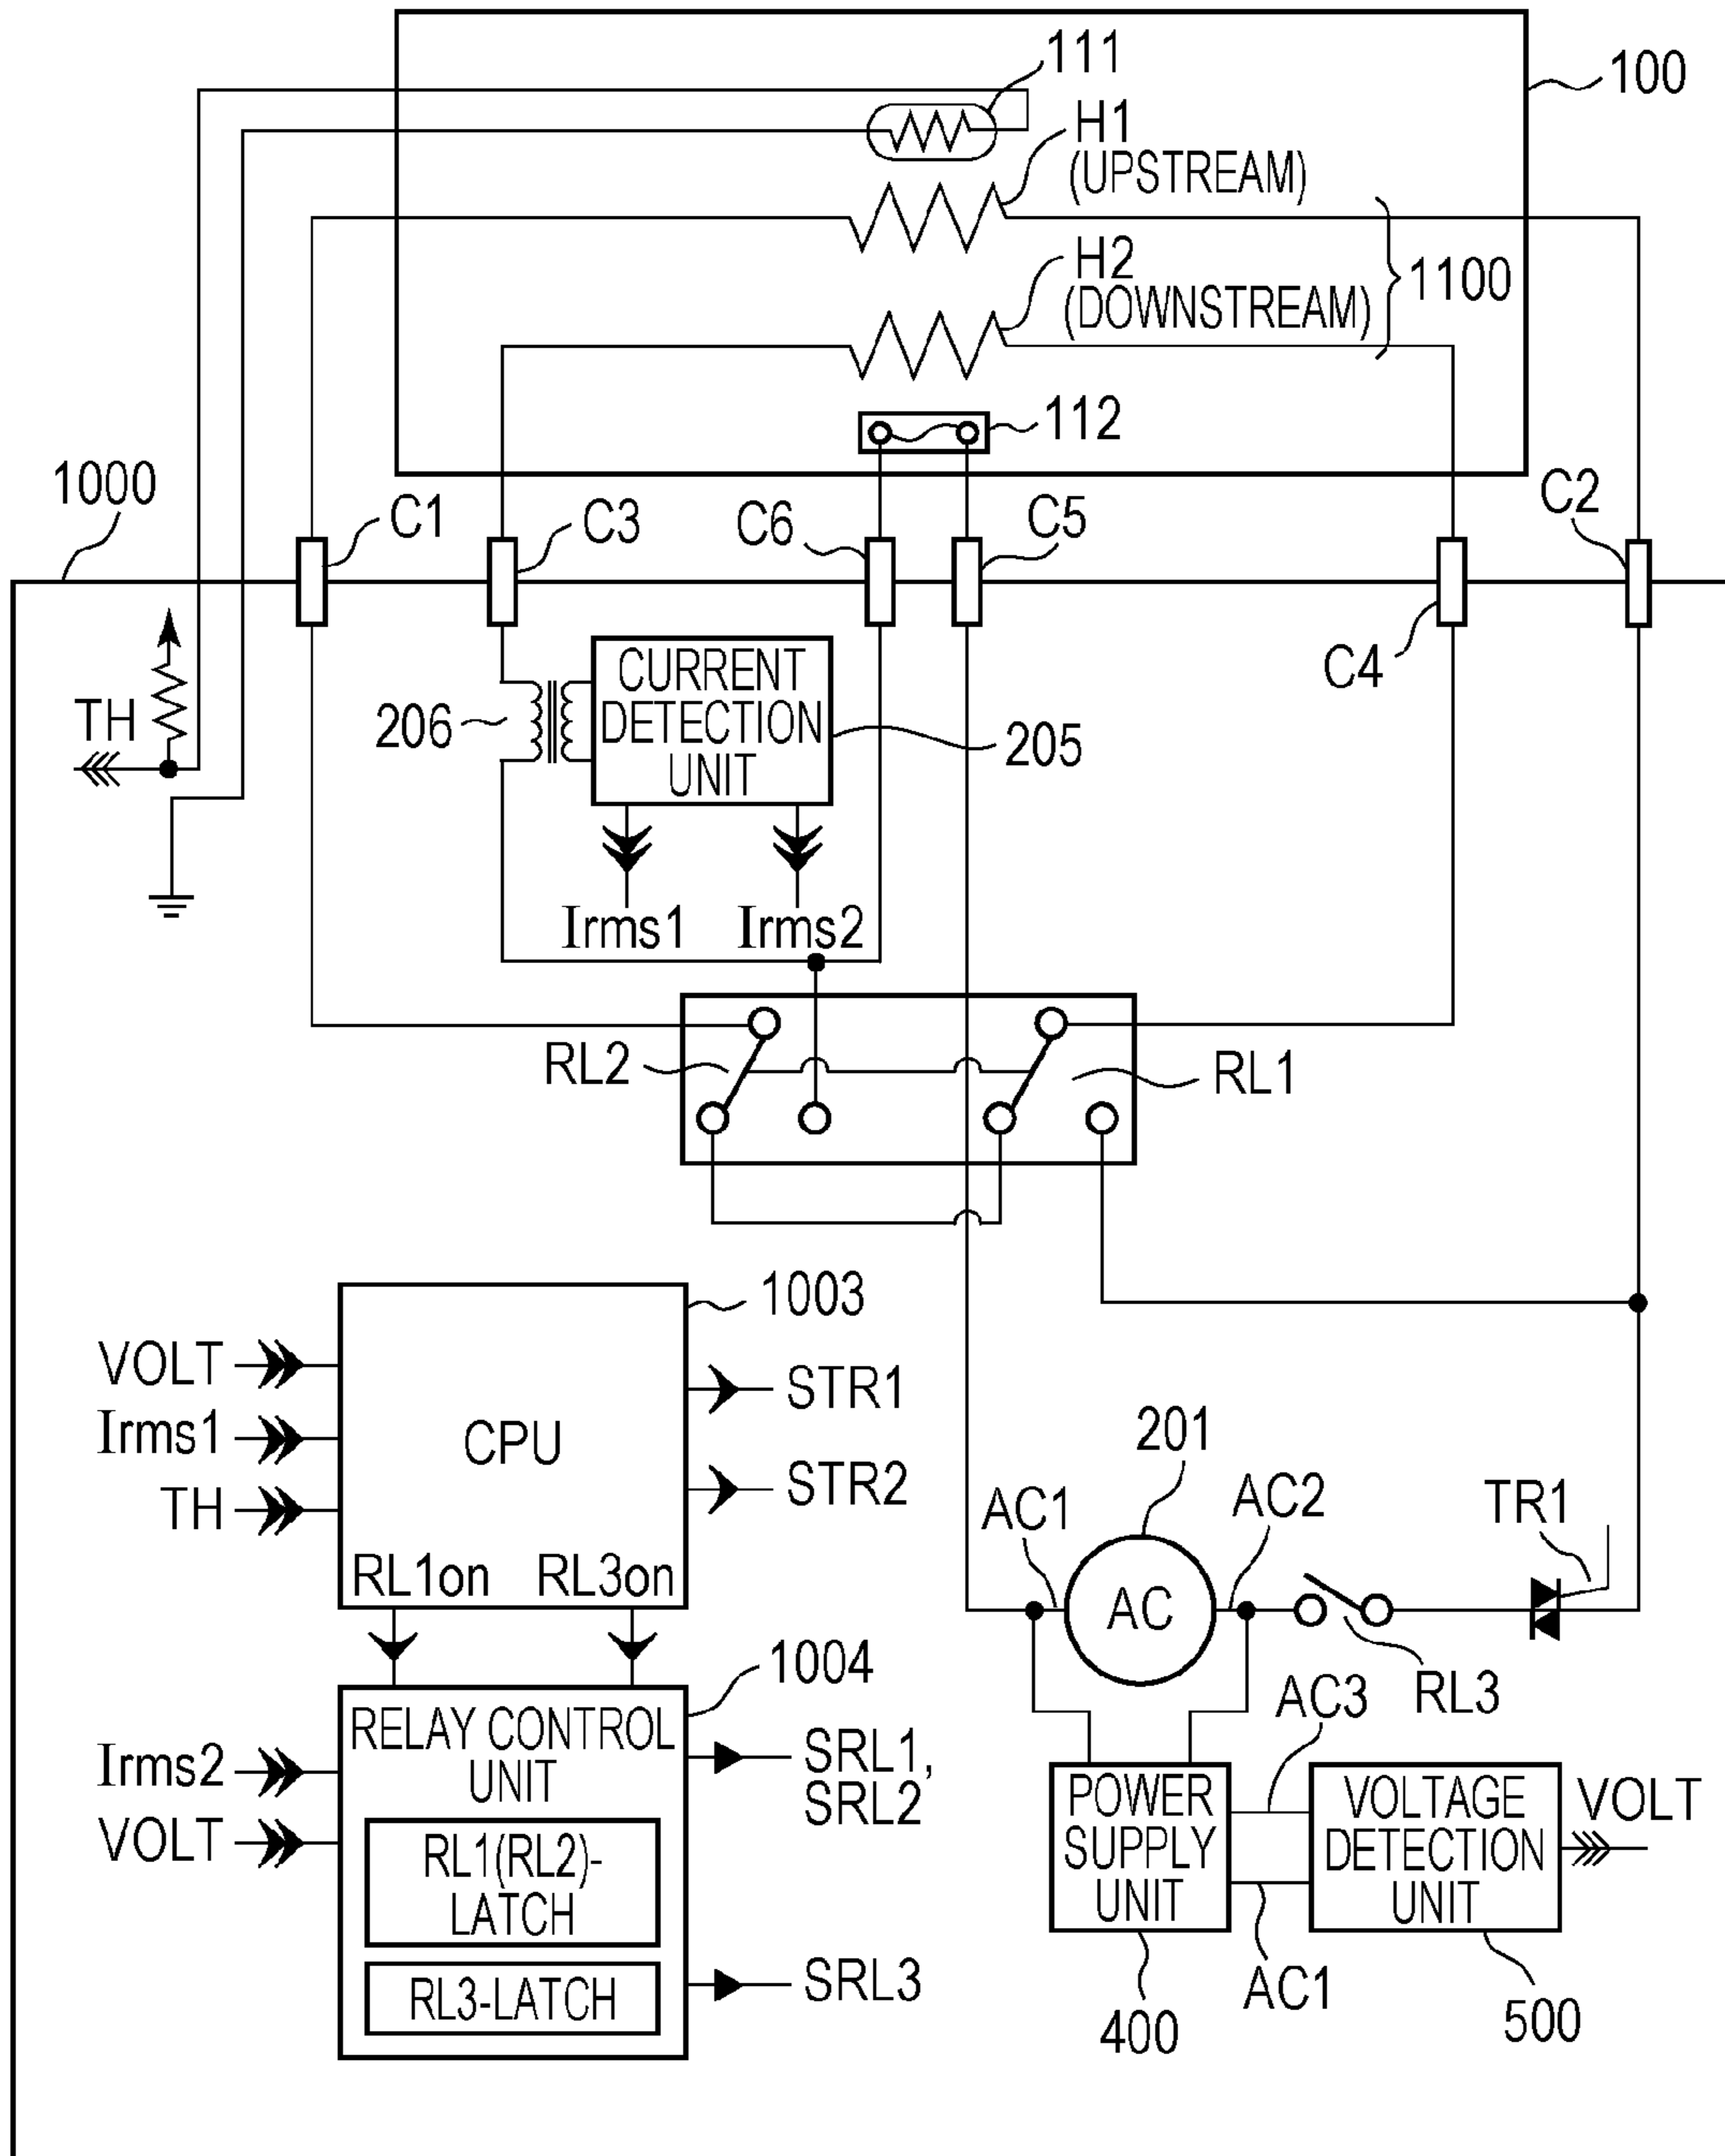 111
100
H1
(UPSTREAM)
H2
(DOWNSTREAM)
1100
112
1000
C1
C3
C6
C5
C2
C4
TH
206
CURRENT
DETECTION
UNIT
205
Irms1
Irms2
RL2
RL1
1003
VOLT
Irms1
TH
CPU
STR1
STR2
RL1on
RL3on
201
AC1
AC
AC2
TR1
RL3
AC3
1004
RELAY CONTROL
UNIT
Irms2
VOLT
SRL1,
SRL2
RL1(RL2)-
LATCH
RL3-LATCH
SRL3
POWER
SUPPLY
UNIT
VOLTAGE
DETECTION
UNIT
VOLT
400
AC1
500